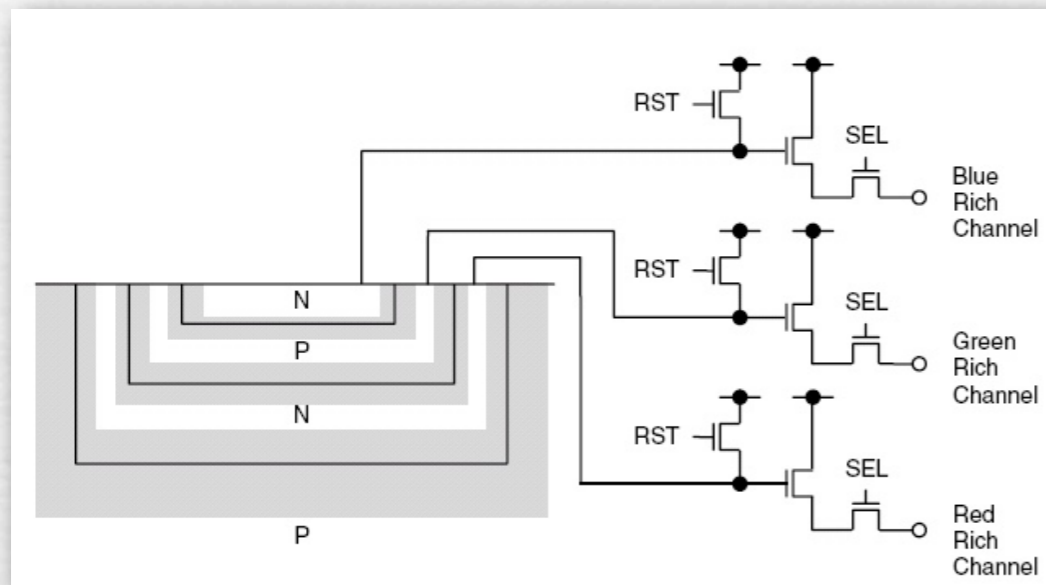 RST
SEL
Blue
Rich
Channel
RST
SEL
Green
Rich
Channel
RST
SEL
Red
Rich
Channel
N
P
N
P